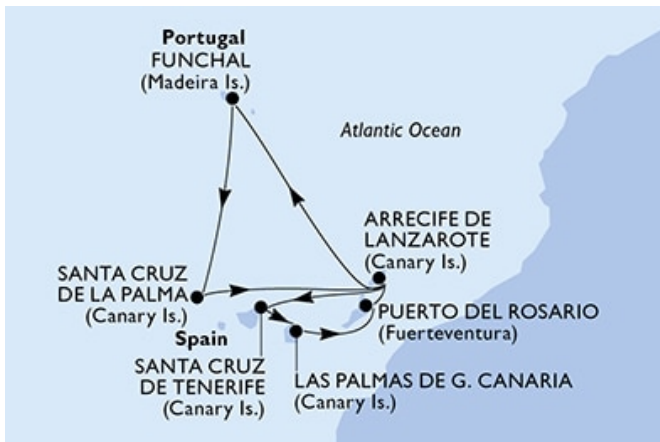 Portugal
FUNCHAL
(Madeira Is.)
Atlantic Ocean
ARRECIFE DE
LANZAROTE
(Canary Is.)
SANTA CRUZ
DE LA PALMA
(Canary Is.)
PUERTO DEL ROSARIO
(Fuerteventura)
Spain
SANTA CRUZ
DE TENERIFE
(Canary Is.)
LAS PALMAS DE G. CANARIA
(Canary Is.)